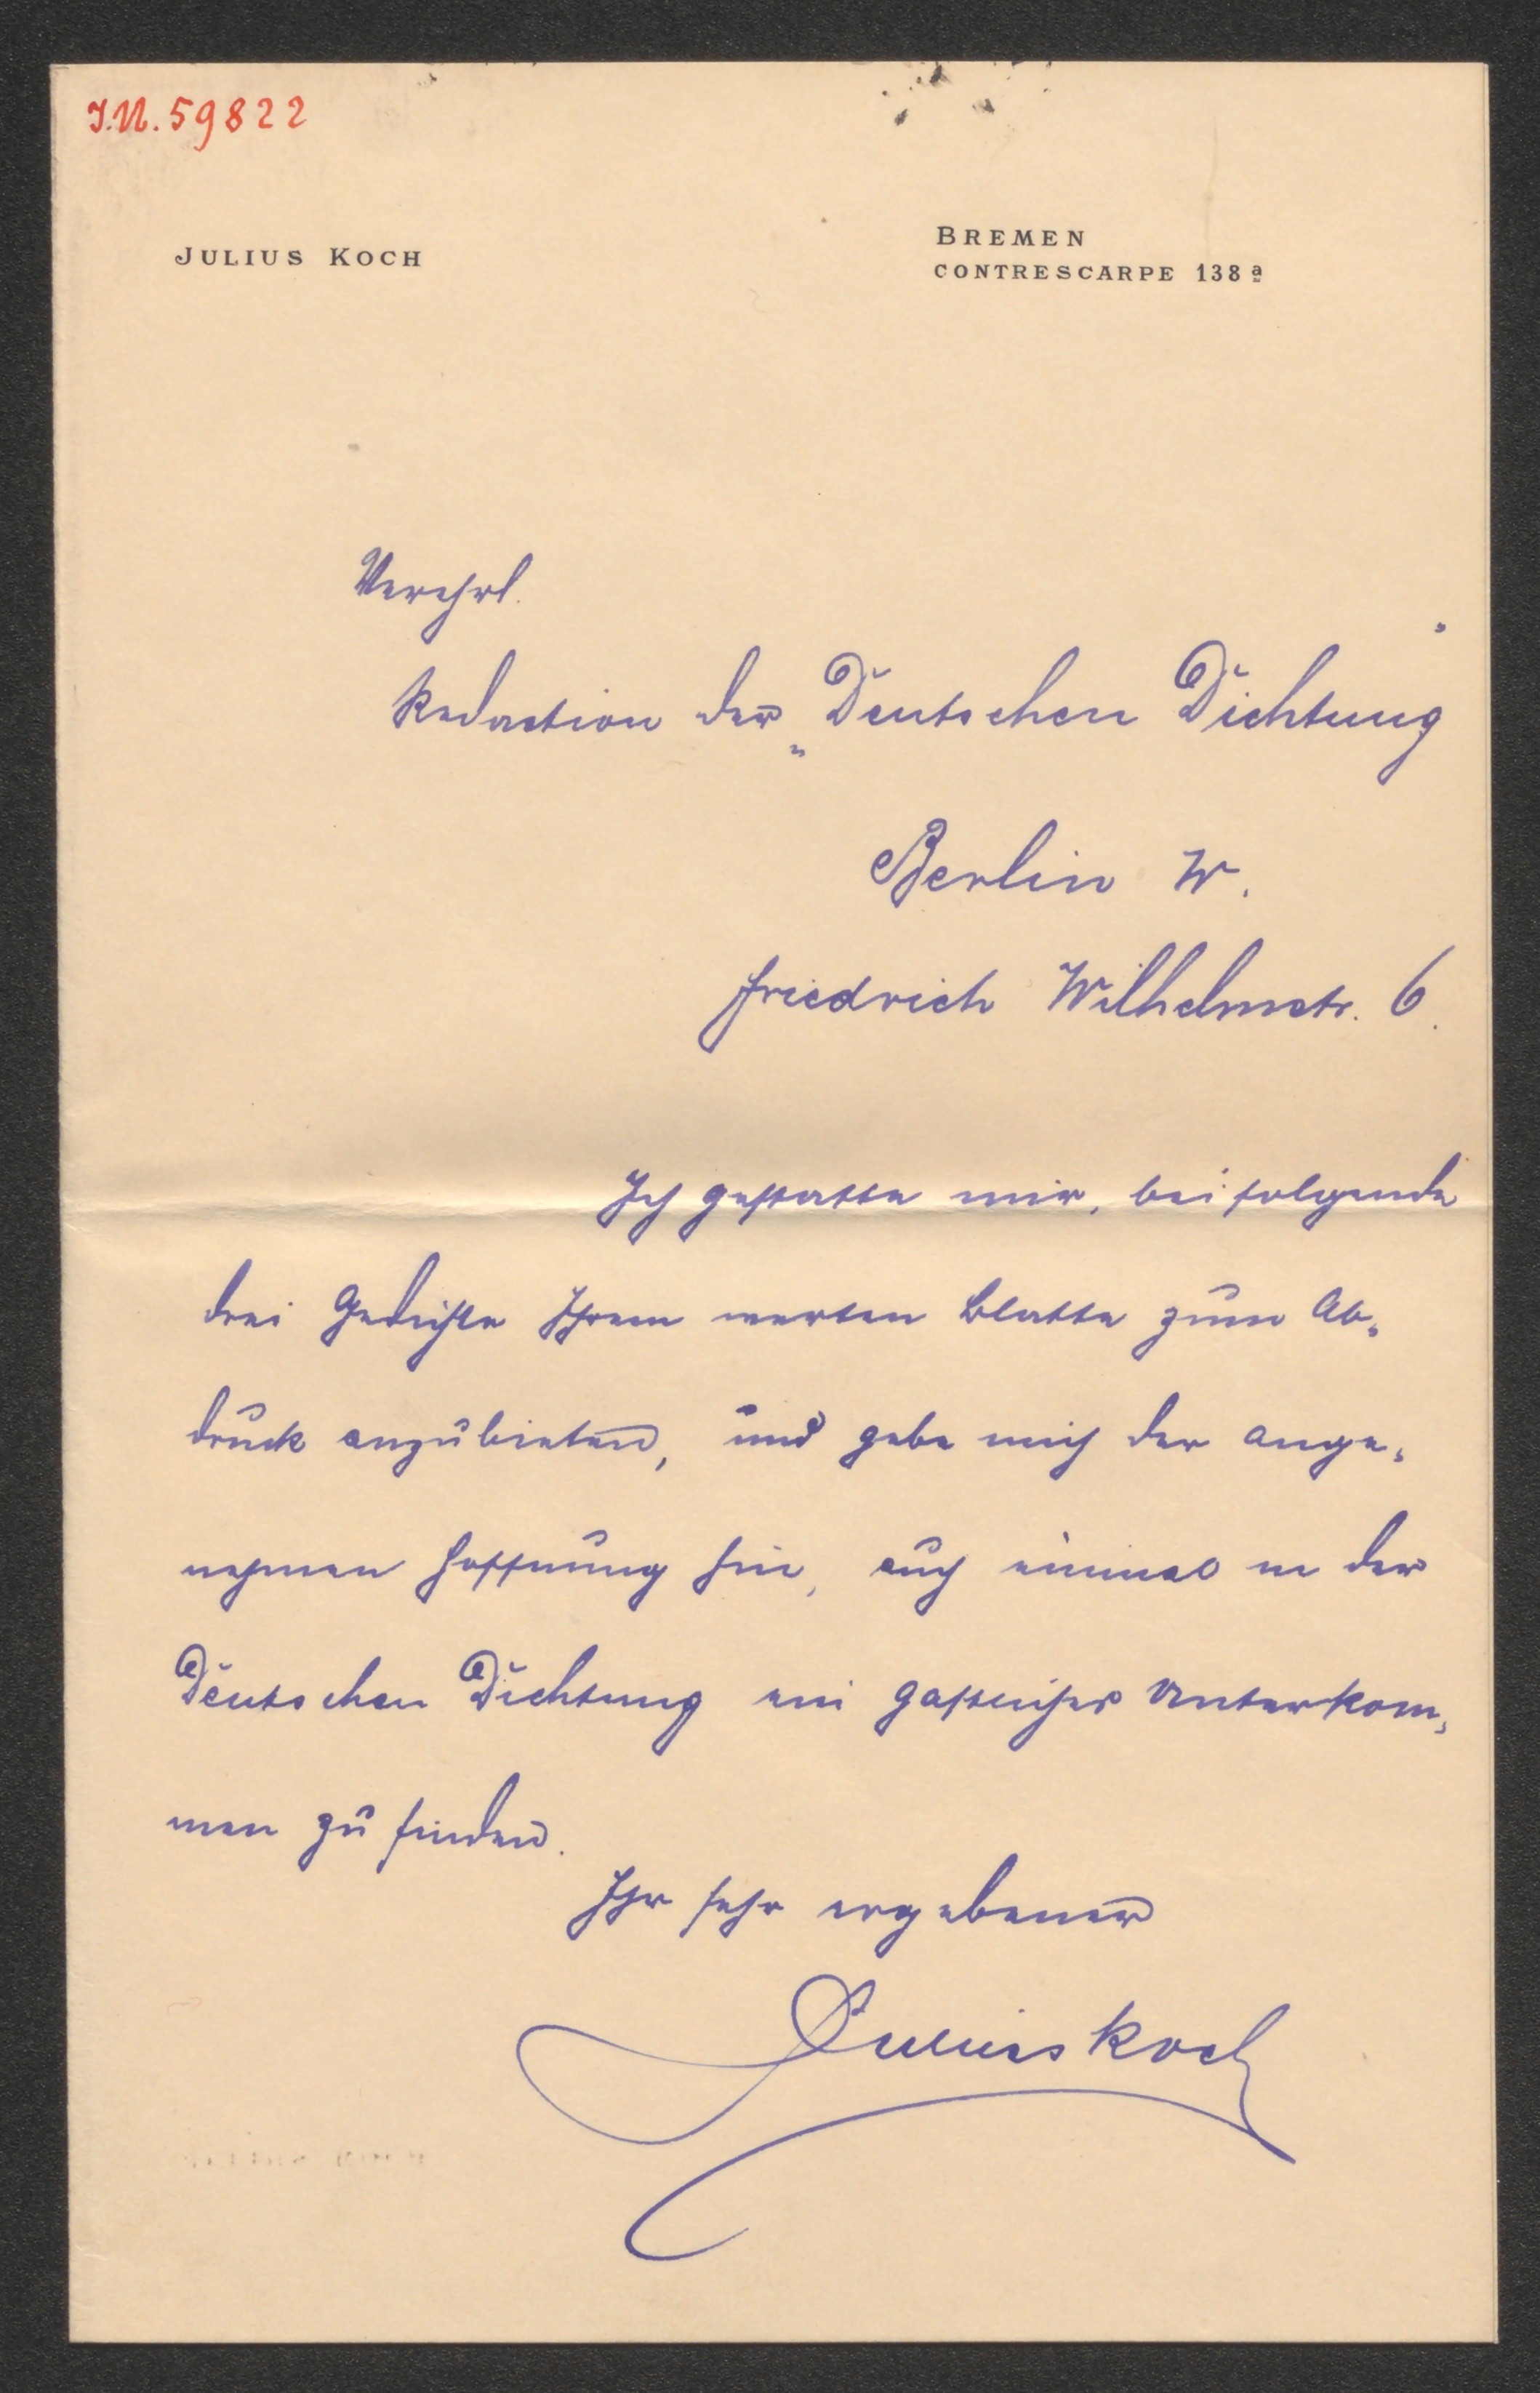 J.N. 59822
JULIUS KOCH
BREMEN
CONTRESCARPE 138a
Verehrl.
Redaction der „Deutschen Dichtung“
Berlin W.
Friedrich Wilhelmstr. 6.
Ich gestatte mir, beifolgende
drei Gedichte Ihrem werten Blatte zum Ab-
druck anzubieten, und gebe mich der ange-
nehmen Hoffnung hin, auch einmal in der
Deutschen Dichtung ein gastliches Unterkom-
men zu finden.
Ihr sehr ergebener
Julius Koch